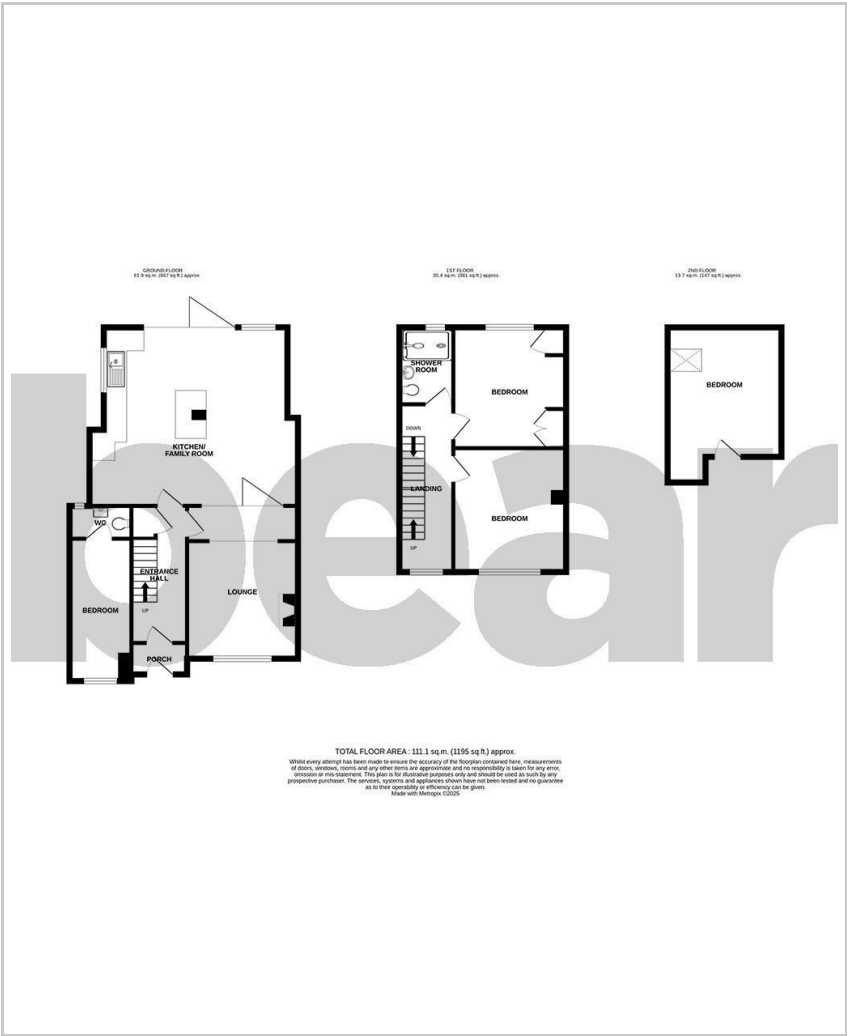 GROUND FLOOR
61.9 sq.m. (667 sq.ft.) approx.
1ST FLOOR
35.4 sq.m. (381 sq.ft.) approx.
2ND FLOOR
13.7 sq.m. (147 sq.ft.) approx.
SHOWER
ROOM
BEDROOM
BEDROOM
KITCHEN/
FAMILY ROOM
DOWN
LANDING
UP
BEDROOM
WC
ENTRANCE
HALL
LOUNGE
BEDROOM
UP
PORCH
bear
TOTAL FLOOR AREA : 111.1 sq.m. (1195 sq.ft.) approx.
Whilst every attempt has been made to ensure the accuracy of the floorplan contained here, measurements
of doors, windows, rooms and any other items are approximate and no responsibility is taken for any error,
omission or mis-statement. This plan is for illustrative purposes only and should be used as such by any
prospective purchaser. The services, systems and appliances shown have not been tested and no guarantee
as to their operability or efficiency can be given.
Made with Metropix ©2025